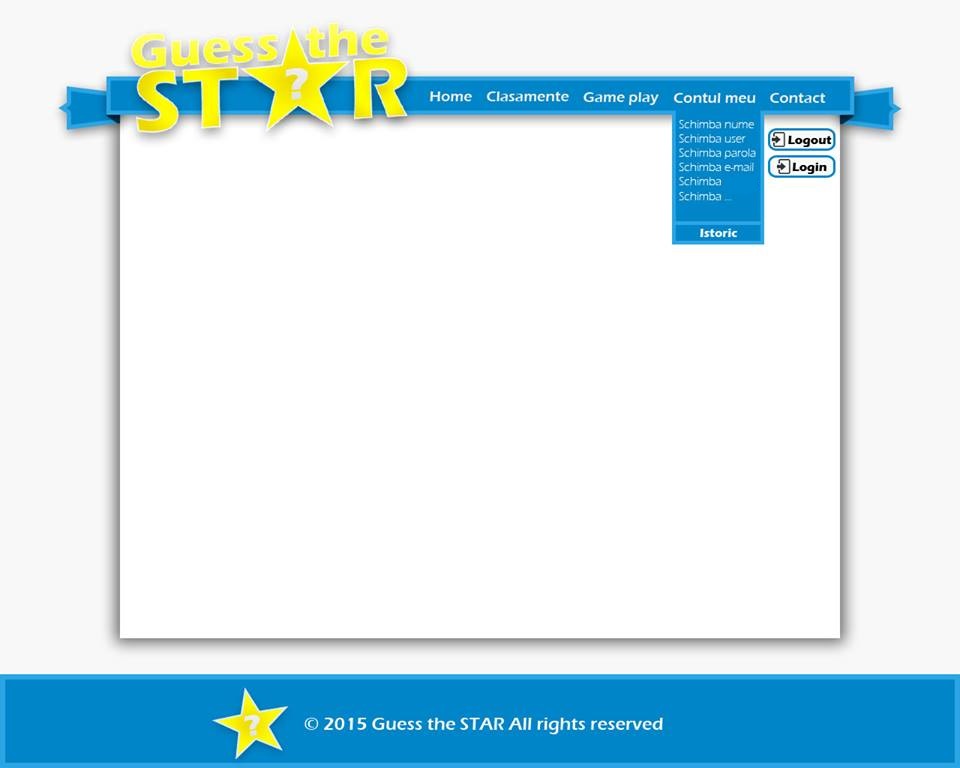 Guess the
ST★R
?
Home Clasamente Game play Contul meu Contact
Schimba nume
Schimba user
Schimba parola
Schimba e-mail
Schimba
Schimba ...
Istoric
Logout
Login
?
© 2015 Guess the STAR All rights reserved